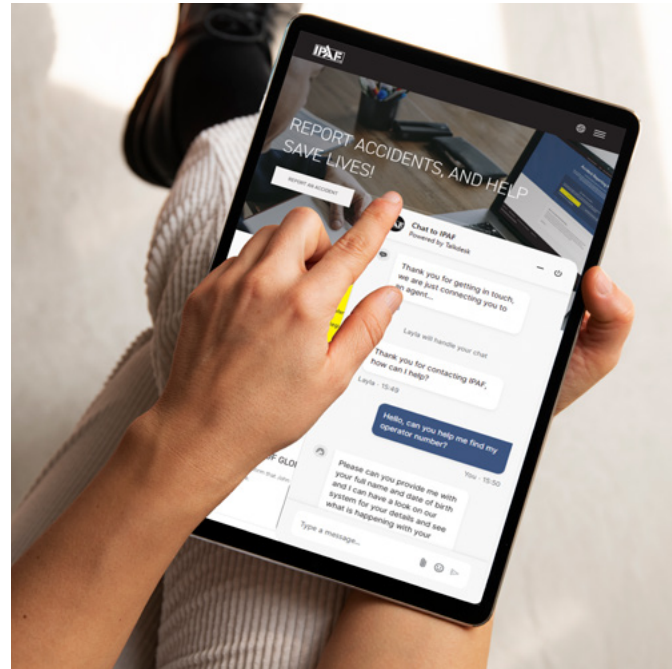 IPAF
REPORT ACCIDENTS, AND HELP
SAVE LIVES!
REPORT AN ACCIDENT
Chat to IPAF
Powered by Talkdesk
Thank you for getting in touch,
we are just connecting you to
an agent...
Layla will handle your chat
Thank you for contacting IPAF,
how can I help?
Layla - 15:49
Hello, can you help me find my
operator number?
You - 15:50
Please can you provide me with
your full name and date of birth
and I can have a look on our
system for your details and see
what is happening with your
OF GLO
Type a message...